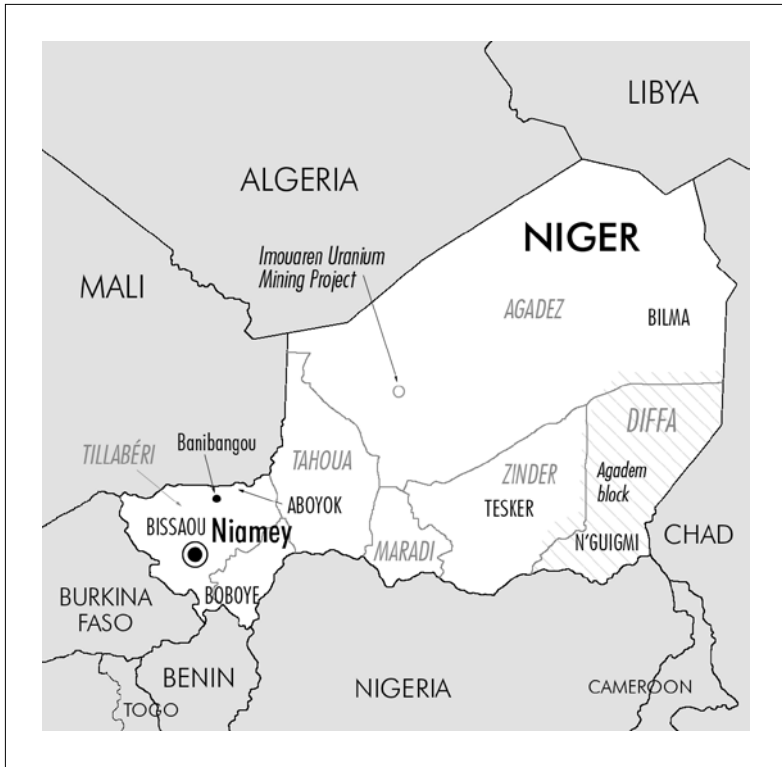 LIBYA
ALGERIA
NIGER
Imouaren Uranium
Mining Project
MALI
AGADEZ
BILMA
DIFFA
TILLABÉRI
Banibangou
TAHOUA
ZINDER
Agadem
block
ABOYOK
TESKER
BISSAOU
Niamey
CHAD
MARADI
N'GUIGMI
BOBOYE
BURKINA
FASO
BENIN
NIGERIA
CAMEROON
TOGO